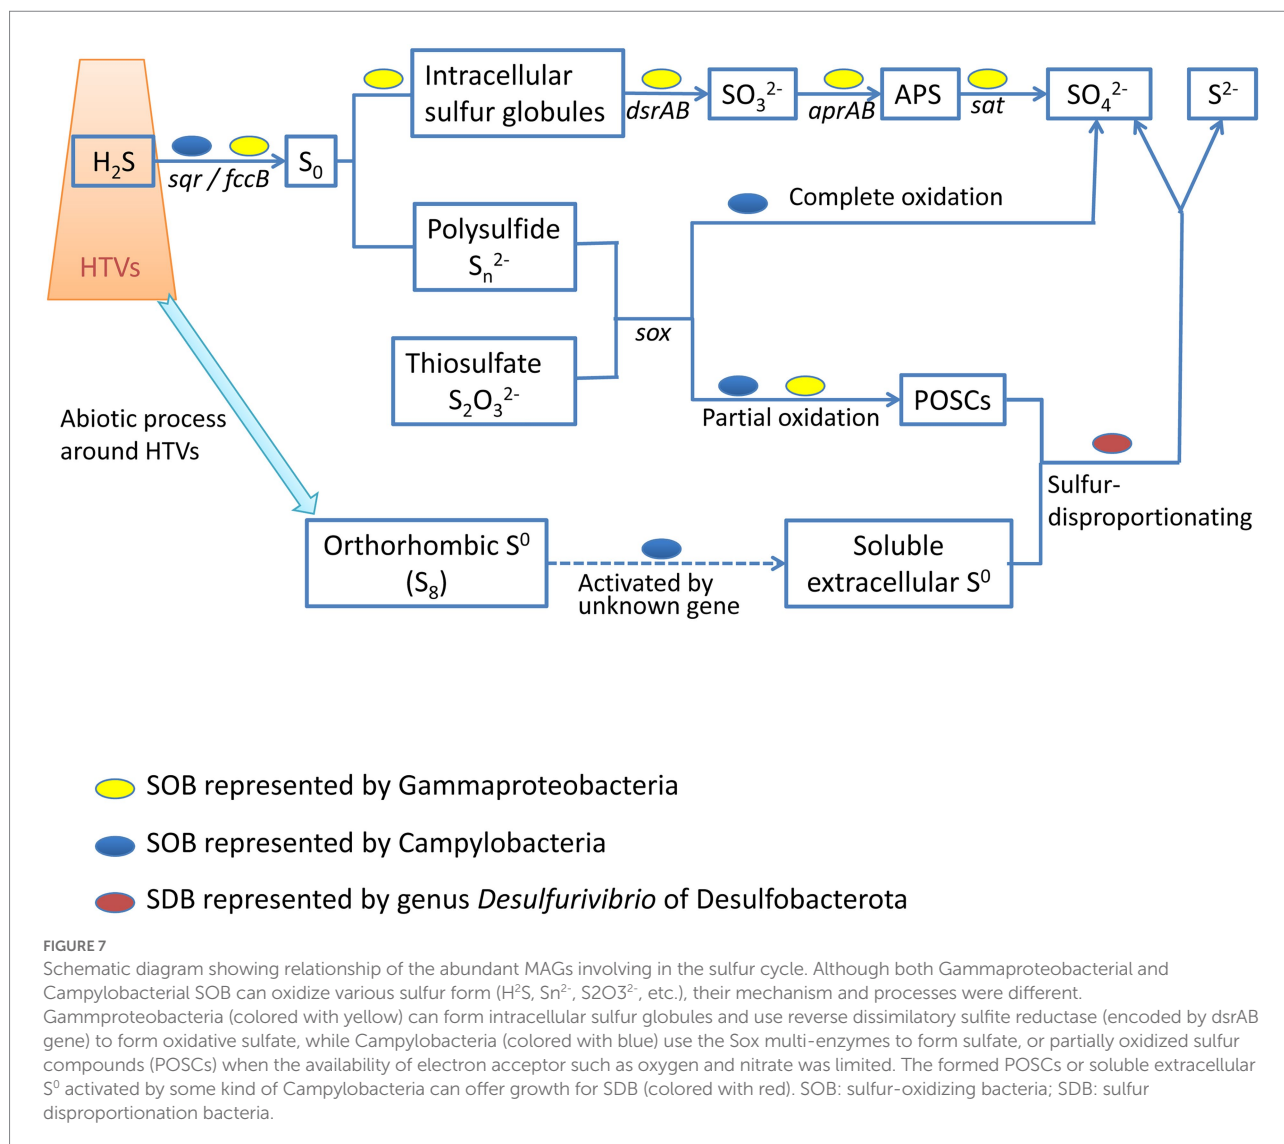 Intracellular
sulfur globules
dsrAB
SO₃²⁻
aprAB
APS
sat
SO₄²⁻
S²⁻
H₂S
sqr / fccB
S₀
HTVs
Polysulfide
Sₙ²⁻
Complete oxidation
sox
Thiosulfate
S₂O₃²⁻
Partial oxidation
POSCs
Abiotic process
around HTVs
Sulfur-
disproportionating
Orthorhombic S⁰
(S₈)
Activated by
unknown gene
Soluble
extracellular S⁰
SOB represented by Gammaproteobacteria
SOB represented by Campylobacteria
SDB represented by genus Desulfurivibrio of Desulfobacterota
FIGURE 7
Schematic diagram showing relationship of the abundant MAGs involving in the sulfur cycle. Although both Gammaproteobacterial and
Campylobacterial SOB can oxidize various sulfur form (H²S, Sn²⁻, S2O3²⁻, etc.), their mechanism and processes were different.
Gammproteobacteria (colored with yellow) can form intracellular sulfur globules and use reverse dissimilatory sulfite reductase (encoded by dsrAB
gene) to form oxidative sulfate, while Campylobacteria (colored with blue) use the Sox multi-enzymes to form sulfate, or partially oxidized sulfur
compounds (POSCs) when the availability of electron acceptor such as oxygen and nitrate was limited. The formed POSCs or soluble extracellular
S⁰ activated by some kind of Campylobacteria can offer growth for SDB (colored with red). SOB: sulfur-oxidizing bacteria; SDB: sulfur
disproportionation bacteria.